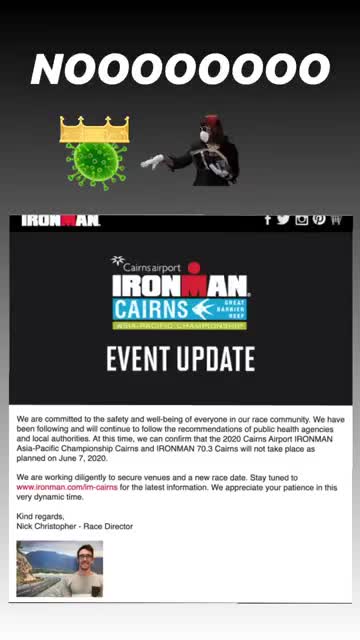 NOOOOOOOO
IRONMAN
Cairns airport
IRONMAN
CAIRNS GREAT BARRIER REEF
ASIA-PACIFIC CHAMPIONSHIP
EVENT UPDATE
We are committed to the safety and well-being of everyone in our race community. We have
been following and will continue to follow the recommendations of public health agencies
and local authorities. At this time, we can confirm that the 2020 Cairns Airport IRONMAN
Asia-Pacific Championship Cairns and IRONMAN 70.3 Cairns will not take place as
planned on June 7, 2020.
We are working diligently to secure venues and a new race date. Stay tuned to
www.ironman.com/im-cairns for the latest information. We appreciate your patience in this
very dynamic time.
Kind regards,
Nick Christopher - Race Director